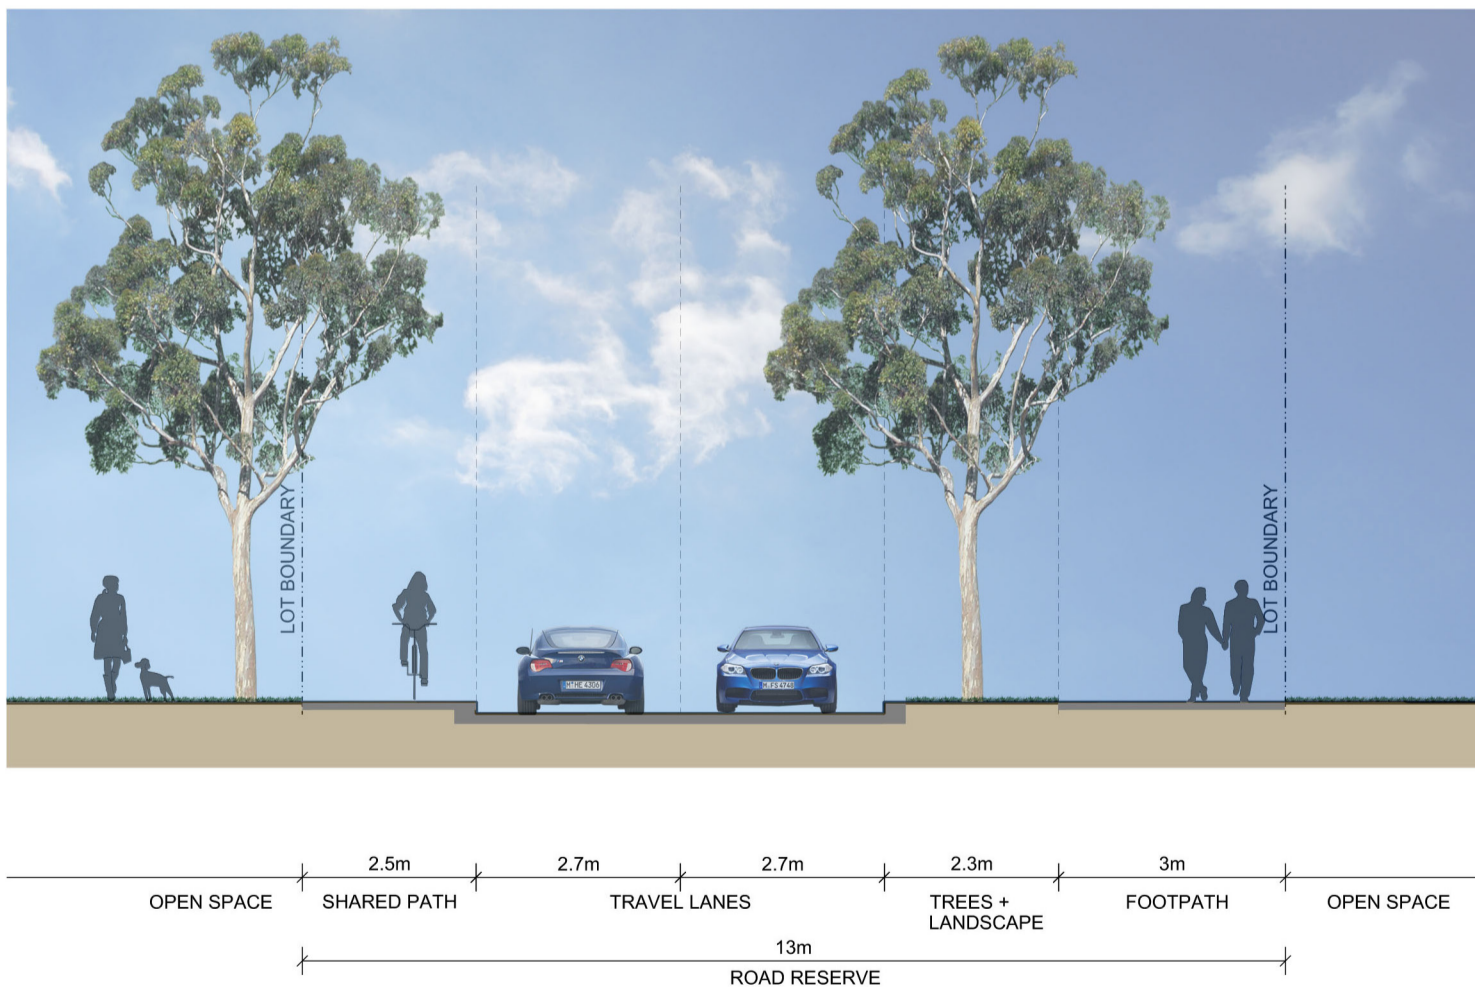 LOT BOUNDARY
LOT BOUNDARY
2.5m
2.7m
2.7m
2.3m
3m
OPEN SPACE
SHARED PATH
TRAVEL LANES
TREES +
LANDSCAPE
FOOTPATH
OPEN SPACE
13m
ROAD RESERVE